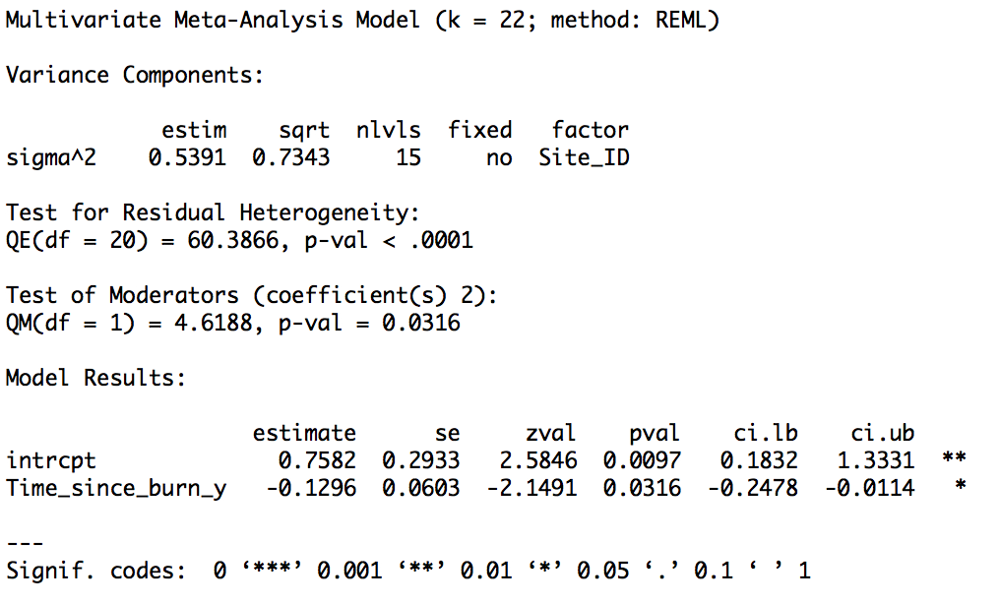 Multivariate Meta-Analysis Model (k = 22; method: REML)
Variance Components:
estim sqrt nlvls fixed factor
sigma^2 0.5391 0.7343 15 no Site_ID
Test for Residual Heterogeneity:
QE(df = 20) = 60.3866, p-val < .0001
Test of Moderators (coefficient(s) 2):
QM(df = 1) = 4.6188, p-val = 0.0316
Model Results:
estimate se zval pval ci.lb ci.ub
intrcpt 0.7582 0.2933 2.5846 0.0097 0.1832 1.3331 **
Time_since_burn_y -0.1296 0.0603 -2.1491 0.0316 -0.2478 -0.0114 *
---
Signif. codes: 0 ‘***’ 0.001 ‘**’ 0.01 ‘*’ 0.05 ‘.’ 0.1 ‘ ’ 1